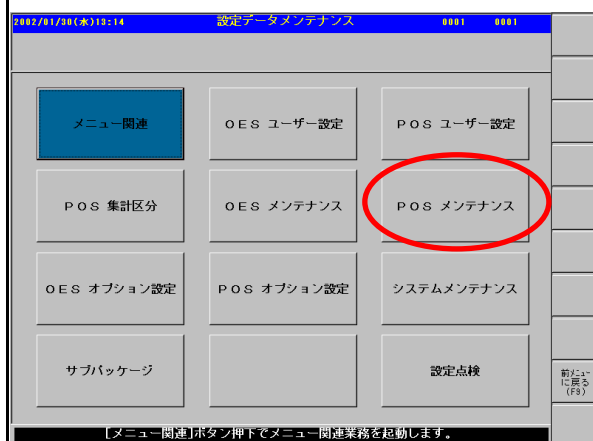 2002/01/30(水)13:14 設定データメンテナンス 0001 0001
メニュー関連 OES ユーザー設定 POS ユーザー設定
POS 集計区分 OES メンテナンス POS メンテナンス
OES オプション設定 POS オプション設定 システムメンテナンス
サブパッケージ 設定点検
前メニュー
に戻る
(F9)
[メニュー関連]ボタン押下でメニュー関連業務を起動します。